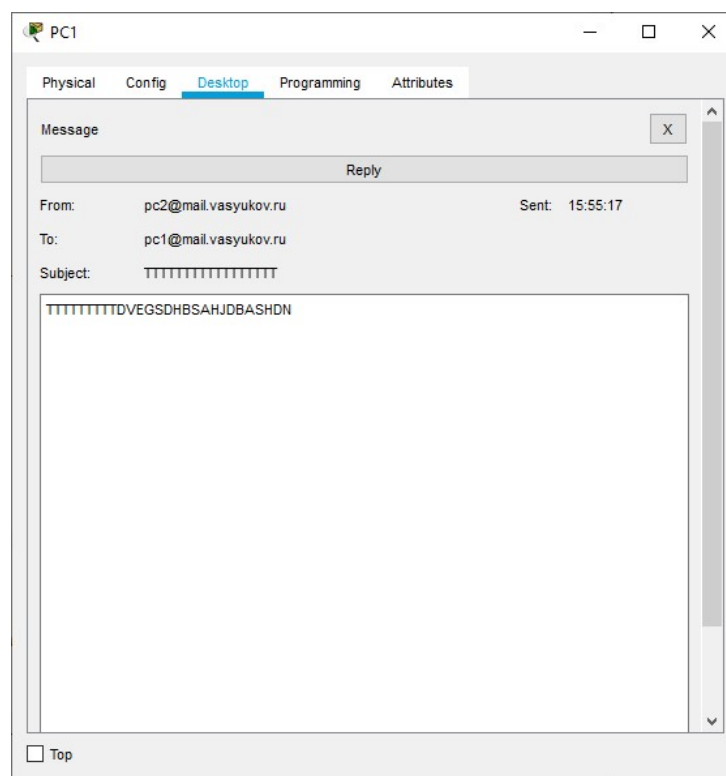 PC1
Physical Config Desktop Programming Attributes
Message X
Reply
From: pc2@mail.vasyukov.ru Sent: 15:55:17
To: pc1@mail.vasyukov.ru
Subject: TTTTTTTTTTTTTTTTT
TTTTTTTTTDVEGSDHBSAHJDBASHDN
Top